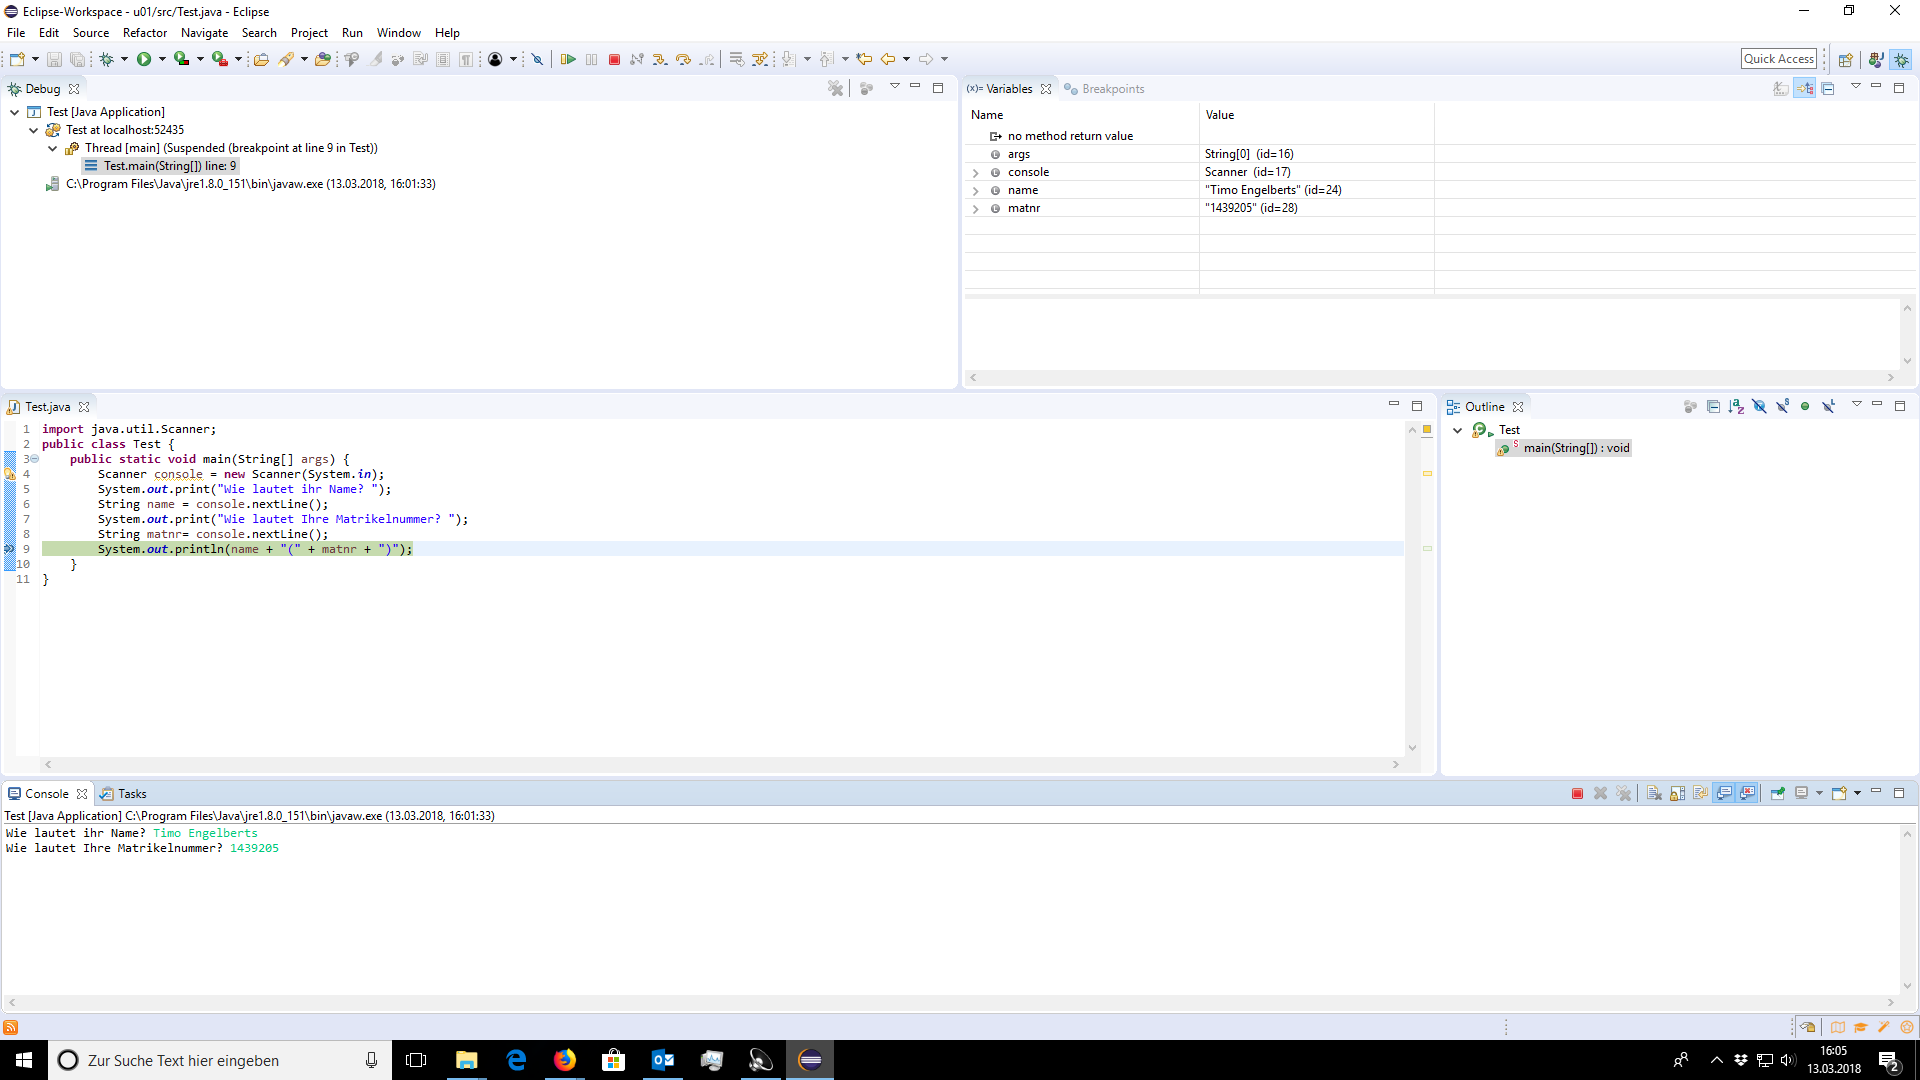 Eclipse-Workspace - u01/src/Test.java - Eclipse
File Edit Source Refactor Navigate Search Project Run Window Help
Quick Access
Debug
Test [Java Application]
Test at localhost:52435
Thread [main] (Suspended (breakpoint at line 9 in Test))
Test.main(String[]) line: 9
C:\Program Files\Java\jre1.8.0_151\bin\javaw.exe (13.03.2018, 16:01:33)
(x)= Variables Breakpoints
Name Value
no method return value
args String[0] (id=16)
console Scanner (id=17)
name "Timo Engelberts" (id=24)
matnr "1439205" (id=28)
Test.java
1 import java.util.Scanner;
2 public class Test {
3 public static void main(String[] args) {
4 Scanner console = new Scanner(System.in);
5 System.out.print("Wie lautet ihr Name? ");
6 String name = console.nextLine();
7 System.out.print("Wie lautet Ihre Matrikelnummer? ");
8 String matnr= console.nextLine();
9 System.out.println(name + "(" + matnr + ")");
10 }
11 }
Outline
Test
main(String[]) : void
Console Tasks
Test [Java Application] C:\Program Files\Java\jre1.8.0_151\bin\javaw.exe (13.03.2018, 16:01:33)
Wie lautet ihr Name? Timo Engelberts
Wie lautet Ihre Matrikelnummer? 1439205
Zur Suche Text hier eingeben
16:05
13.03.2018
2